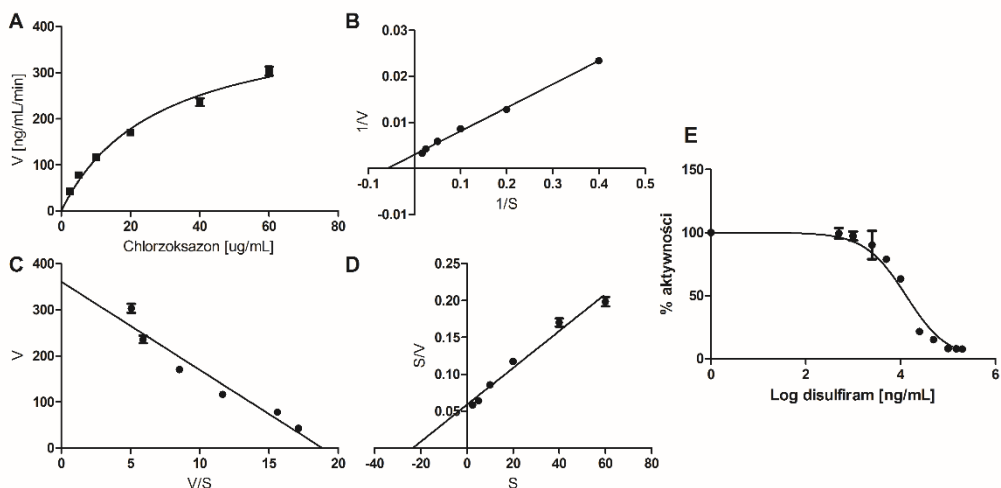 A
400
300
200
100
0
V [ng/mL/min]
0 20 40 60 80
Chlorzoksazon [ug/mL]
B
0.03
0.02
0.01
-0.01
1/V
-0.1 0.1 0.2 0.3 0.4 0.5
1/S
C
400
300
200
100
0
V
0 5 10 15 20
V/S
D
0.25
0.20
0.15
0.10
0.05
S/V
-40 -20 0 20 40 60 80
S
E
150
100
50
0
% aktywności
0 2 4 6
Log disulfiram [ng/mL]